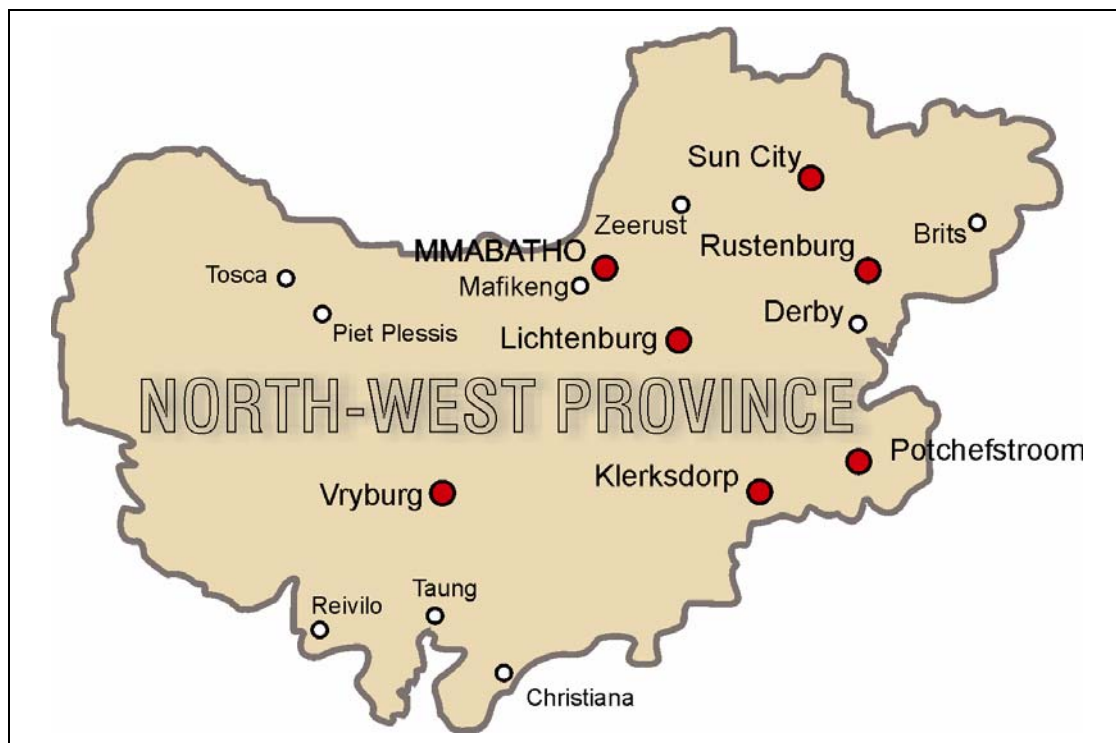 Sun City
Zeerust
Brits
MMABATHO
Rustenburg
Tosca
Mafikeng
Piet Plessis
Derby
Lichtenburg
NORTH-WEST PROVINCE
Potchefstroom
Klerksdorp
Vryburg
Taung
Reivilo
Christiana